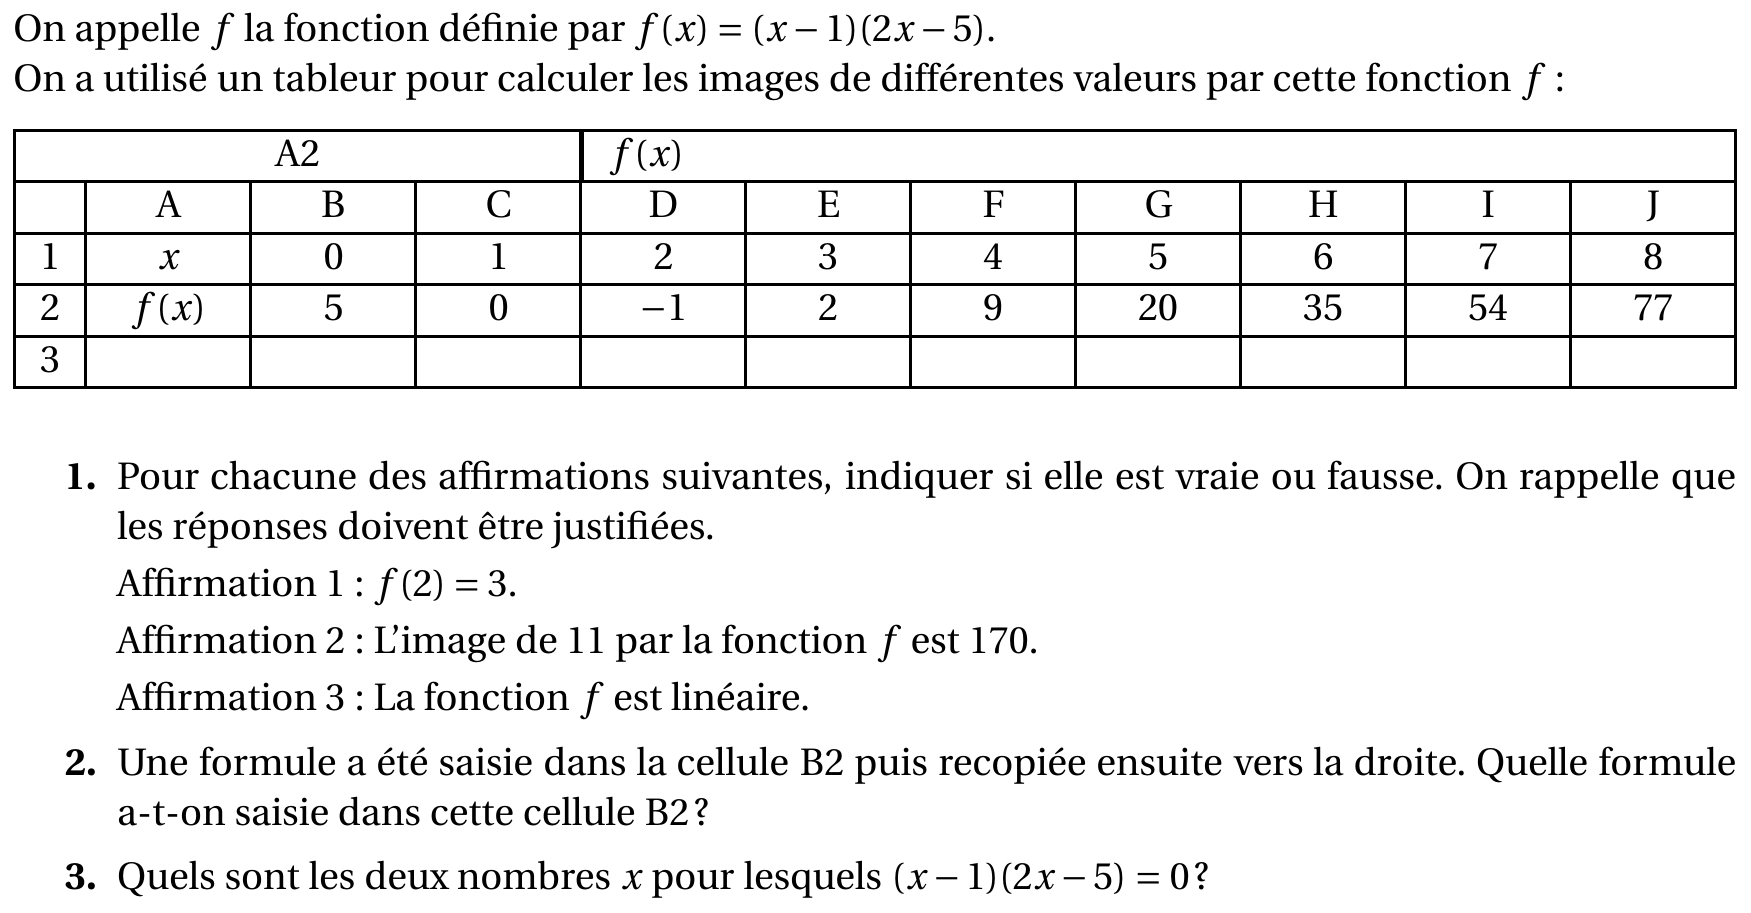 On appelle f la fonction définie par f(x) = (x − 1)(2x − 5).
On a utilisé un tableur pour calculer les images de différentes valeurs par cette fonction f :
A2 f(x)
A B C D E F G H I J
1 x 0 1 2 3 4 5 6 7 8
2 f(x) 5 0 −1 2 9 20 35 54 77
3
1. Pour chacune des affirmations suivantes, indiquer si elle est vraie ou fausse. On rappelle que
les réponses doivent être justifiées.
Affirmation 1 : f(2) = 3.
Affirmation 2 : L'image de 11 par la fonction f est 170.
Affirmation 3 : La fonction f est linéaire.
2. Une formule a été saisie dans la cellule B2 puis recopiée ensuite vers la droite. Quelle formule
a-t-on saisie dans cette cellule B2 ?
3. Quels sont les deux nombres x pour lesquels (x − 1)(2x − 5) = 0 ?